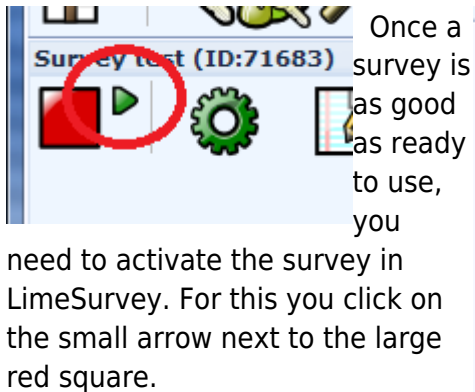 Survey test (ID:71683)
Once a
survey is
as good
as ready
to use,
you
need to activate the survey in
LimeSurvey. For this you click on
the small arrow next to the large
red square.